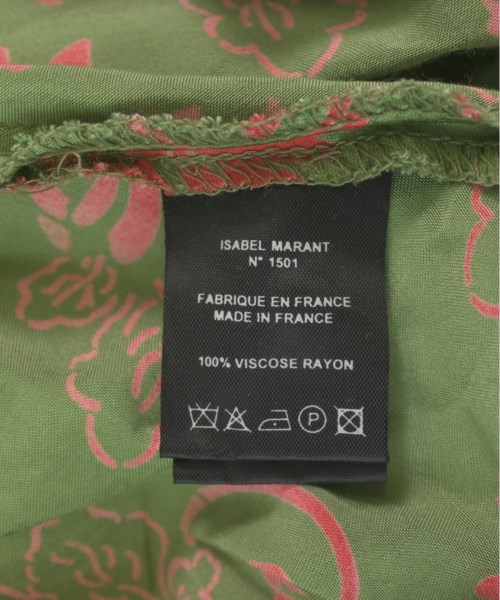 ISABEL MARANT
N° 1501
FABRIQUE EN FRANCE
MADE IN FRANCE
100% VISCOSE RAYON
P